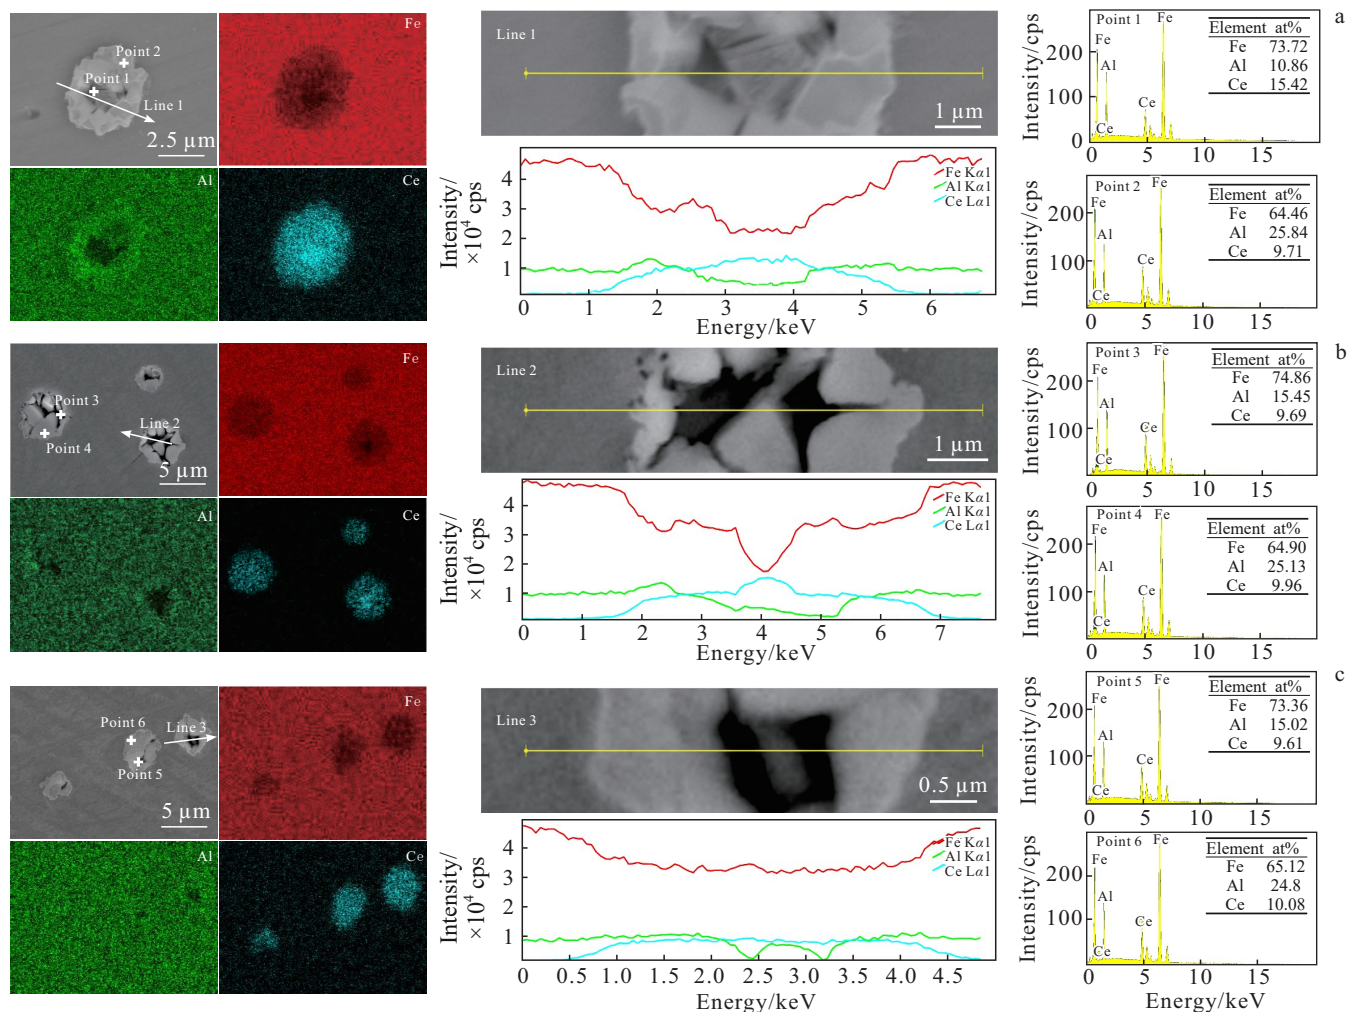 a
Point 2
Point 1
Line 1
2.5 μm
Fe
Al
Ce
Line 1
1 μm
Intensity/
×10⁴ cps
4
3
2
1
Fe Kα1
Al Kα1
Ce Lα1
0 1 2 3 4 5 6
Energy/keV
Intensity/cps
200
100
0
Point 1
Fe
Fe
Al
Ce
Ce
Element at%
Fe 73.72
Al 10.86
Ce 15.42
0 5 10 15
Intensity/cps
200
100
Point 2
Fe
Fe
Al
Ce
Ce
Element at%
Fe 64.46
Al 25.84
Ce 9.71
0 5 10 15
b
Point 3
Line 2
Point 4
5 μm
Fe
Al
Ce
Line 2
1 μm
Intensity/
×10⁴ cps
4
3
2
1
Fe Kα1
Al Kα1
Ce Lα1
0 1 2 3 4 5 6 7
Energy/keV
Intensity/cps
200
100
Point 3
Fe
Fe
Al
Ce
Ce
Element at%
Fe 74.86
Al 15.45
Ce 9.69
0 5 10 15
Intensity/cps
200
100
Point 4
Fe
Fe
Al
Ce
Ce
Element at%
Fe 64.90
Al 25.13
Ce 9.96
0 5 10 15
c
Point 6
Line 3
Point 5
5 μm
Fe
Al
Ce
Line 3
0.5 μm
Intensity/
×10⁴ cps
4
3
2
1
Fe Kα1
Al Kα1
Ce Lα1
0 0.5 1.0 1.5 2.0 2.5 3.0 3.5 4.0 4.5
Energy/keV
Intensity/cps
200
100
Point 5
Fe
Fe
Al
Ce
Ce
Element at%
Fe 73.36
Al 15.02
Ce 9.61
0 5 10 15
Intensity/cps
200
100
0
Point 6
Fe
Fe
Al
Ce
Ce
Element at%
Fe 65.12
Al 24.8
Ce 10.08
0 5 10 15
Energy/keV